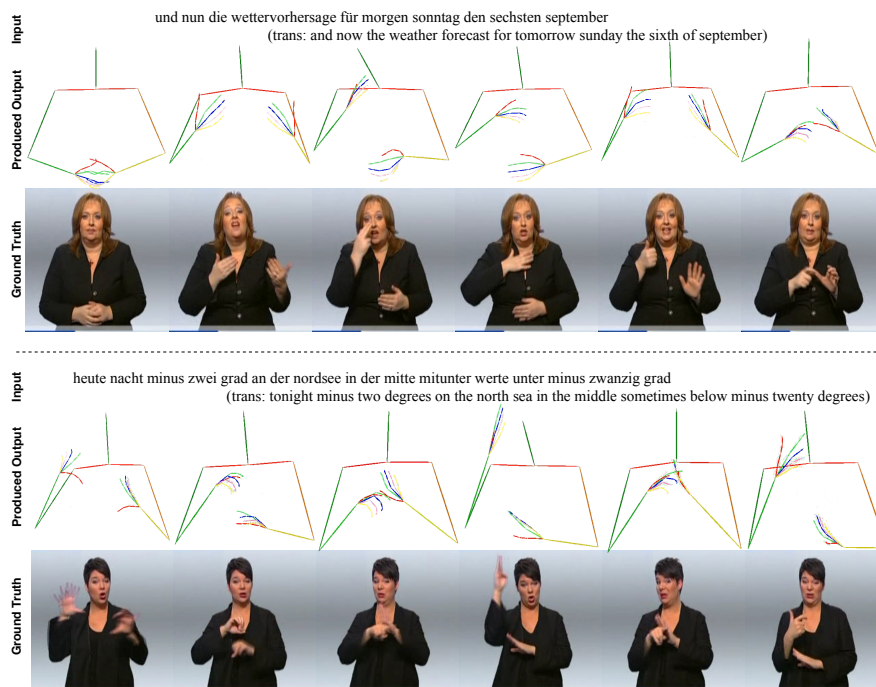 Input
und nun die wettervorhersage für morgen sonntag den sechsten september
(trans: and now the weather forecast for tomorrow sunday the sixth of september)
Produced Output
Ground Truth
Input
heute nacht minus zwei grad an der nordsee in der mitte mitunter werte unter minus zwanzig grad
(trans: tonight minus two degrees on the north sea in the middle sometimes below minus twenty degrees)
Produced Output
Ground Truth